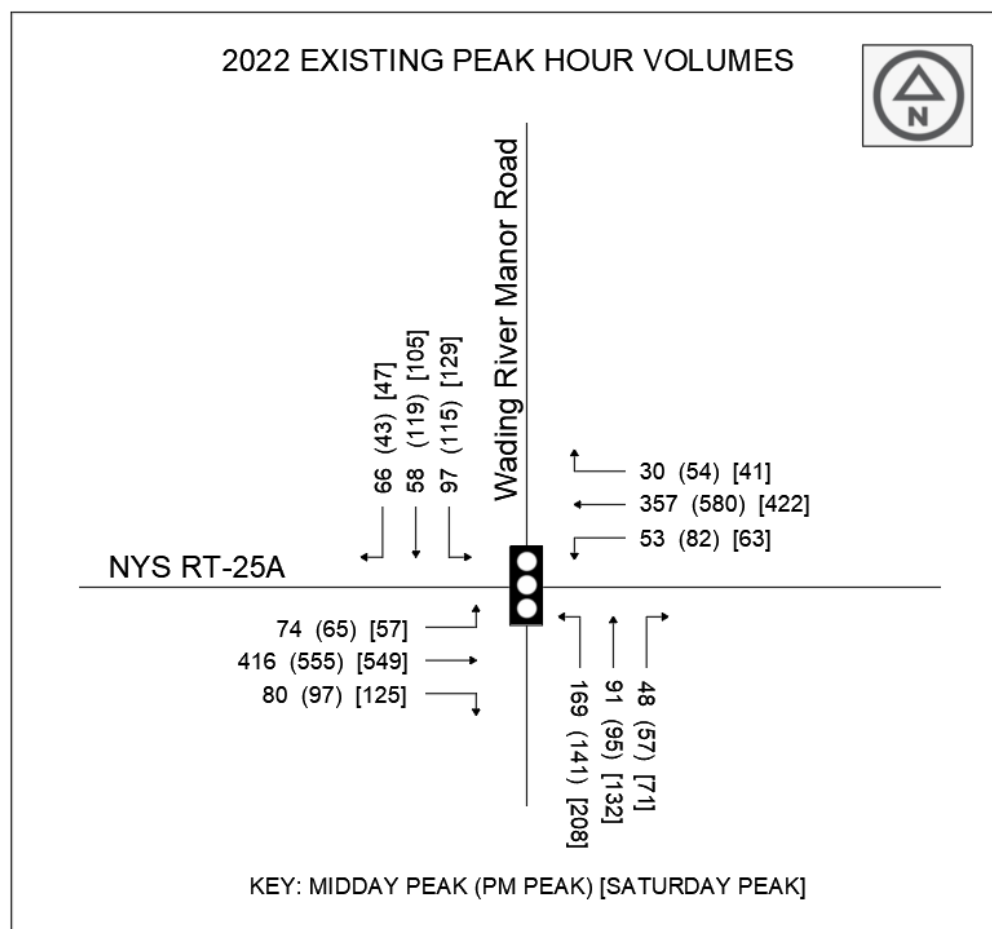 2022 EXISTING PEAK HOUR VOLUMES
N
Wading River Manor Road
66 (43) [47]
58 (119) [105]
97 (115) [129]
30 (54) [41]
357 (580) [422]
53 (82) [63]
NYS RT-25A
74 (65) [57]
416 (555) [549]
80 (97) [125]
169 (141) [208]
91 (95) [132]
48 (57) [71]
KEY: MIDDAY PEAK (PM PEAK) [SATURDAY PEAK]